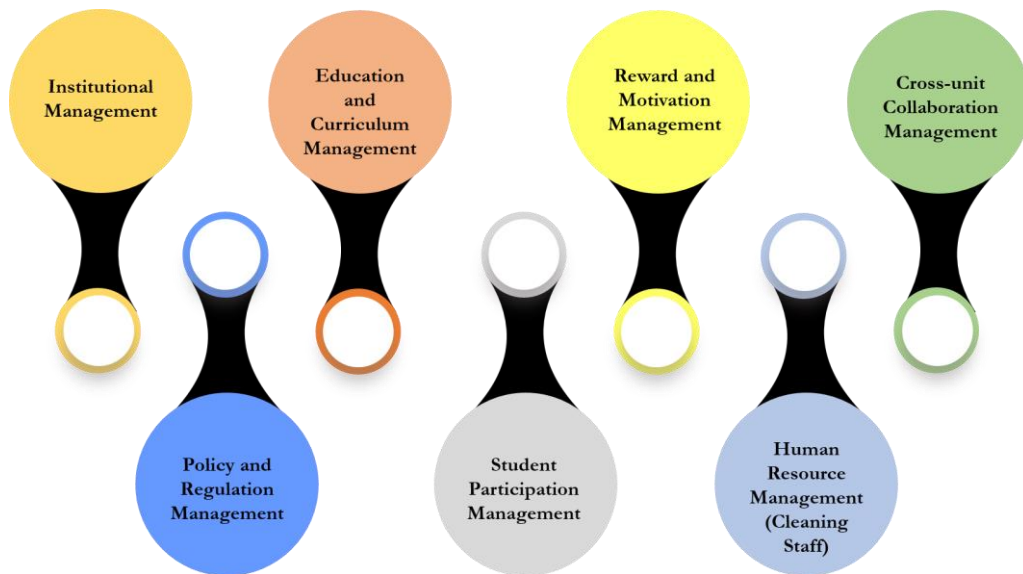 Institutional
Management
Education
and
Curriculum
Management
Reward and
Motivation
Management
Cross-unit
Collaboration
Management
Policy and
Regulation
Management
Student
Participation
Management
Human
Resource
Management
(Cleaning
Staff)